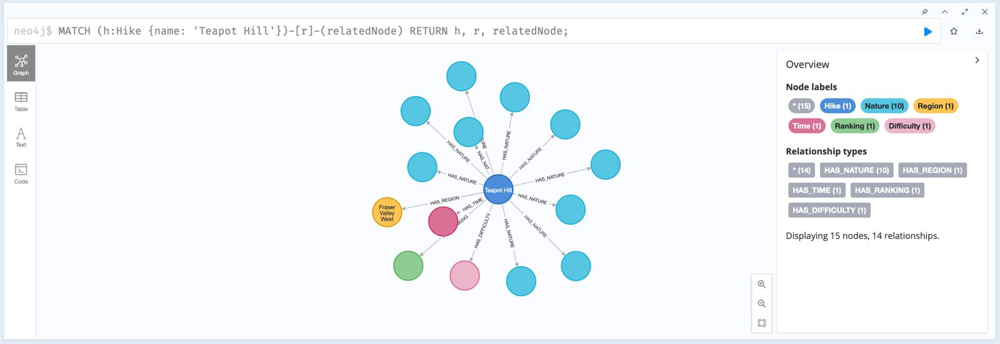 neo4j$ MATCH (h:Hike {name: 'Teapot Hill'})-[r]-(relatedNode) RETURN h, r, relatedNode;
Graph
Table
Text
Code
HAS_NATURE
HAS_NATURE
HAS_NATURE
HAS_NAT...
HAS_NATURE
HAS_NATURE
Teapot Hill
HAS_NATURE
HAS_REGION
HAS_TIME
Fraser
Valley
West
HAS_NATURE
HAS_DIFFICULTY
HAS_NATURE
Overview
Node labels
* (15) Hike (1) Nature (10) Region (1)
Time (1) Ranking (1) Difficulty (1)
Relationship types
* (14) HAS_NATURE (10) HAS_REGION (1)
HAS_TIME (1) HAS_RANKING (1)
HAS_DIFFICULTY (1)
Displaying 15 nodes, 14 relationships.